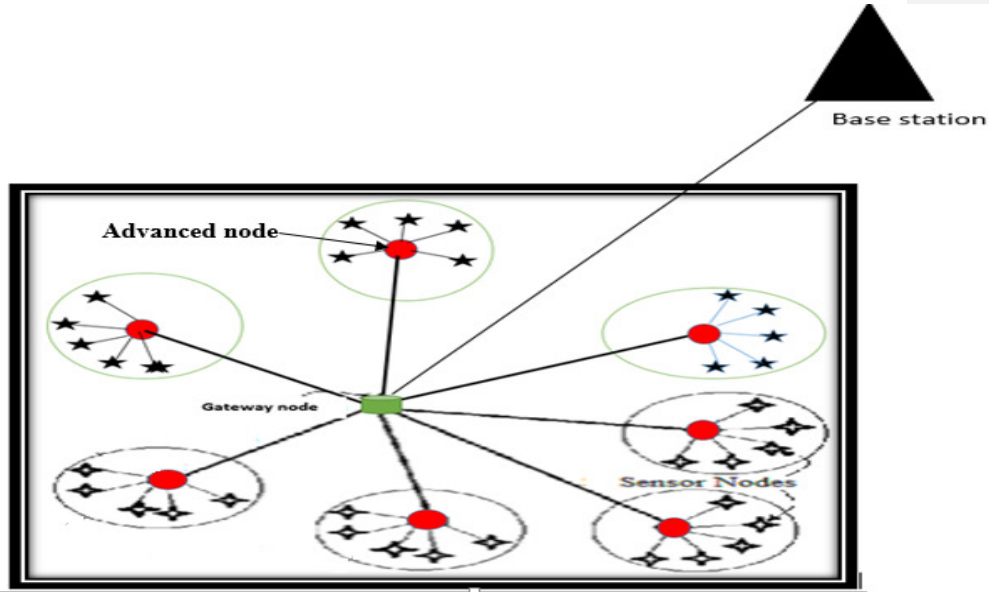 Base station
Advanced node
Gateway node
Sensor Nodes